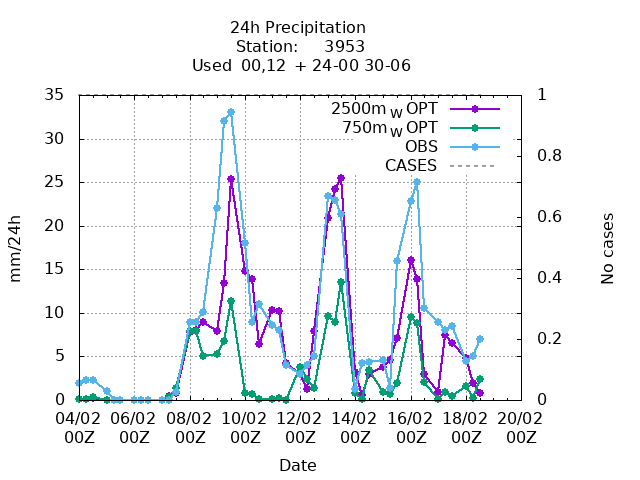 24h Precipitation
Station: 3953
Used 00,12 + 24-00 30-06
35 1
2500m W OPT
30 750m W OPT
OBS
0.8
CASES
25
20 0.6
mm/24h No cases
15 0.4
10
0.2
5
0 0
04/02 06/02 08/02 10/02 12/02 14/02 16/02 18/02 20/02
00Z 00Z 00Z 00Z 00Z 00Z 00Z 00Z 00Z
Date